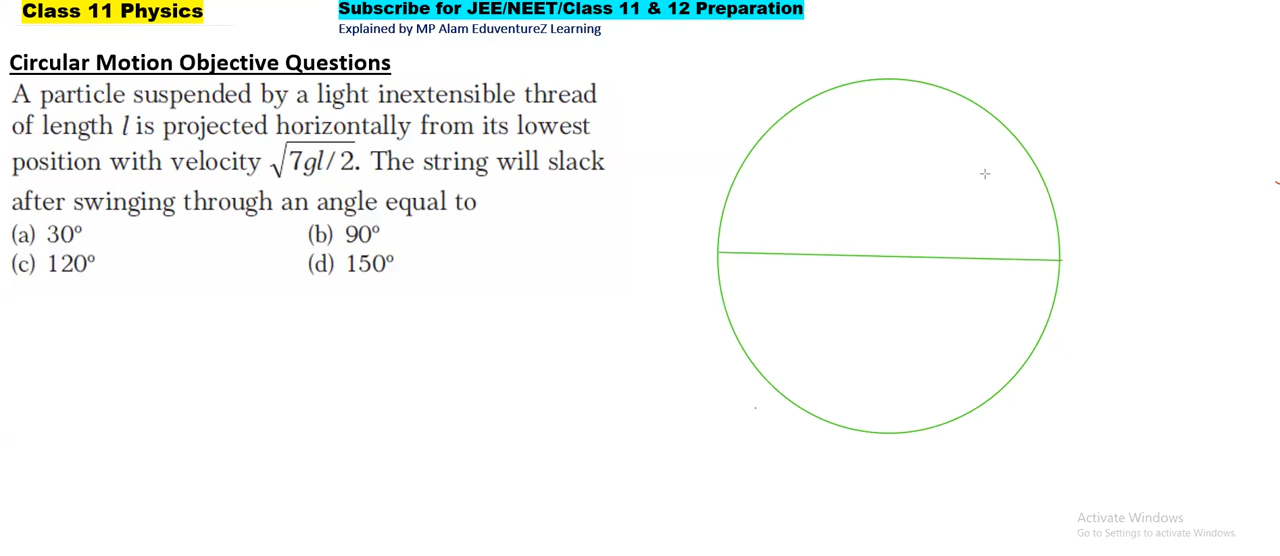 Class 11 Physics
Subscribe for JEE/NEET/Class 11 & 12 Preparation
Explained by MP Alam EduventureZ Learning
Circular Motion Objective Questions
A particle suspended by a light inextensible thread
of length l is projected horizontally from its lowest
position with velocity √7gl/2. The string will slack
after swinging through an angle equal to
(a) 30° (b) 90°
(c) 120° (d) 150°
Activate Windows
Go to Settings to activate Windows.